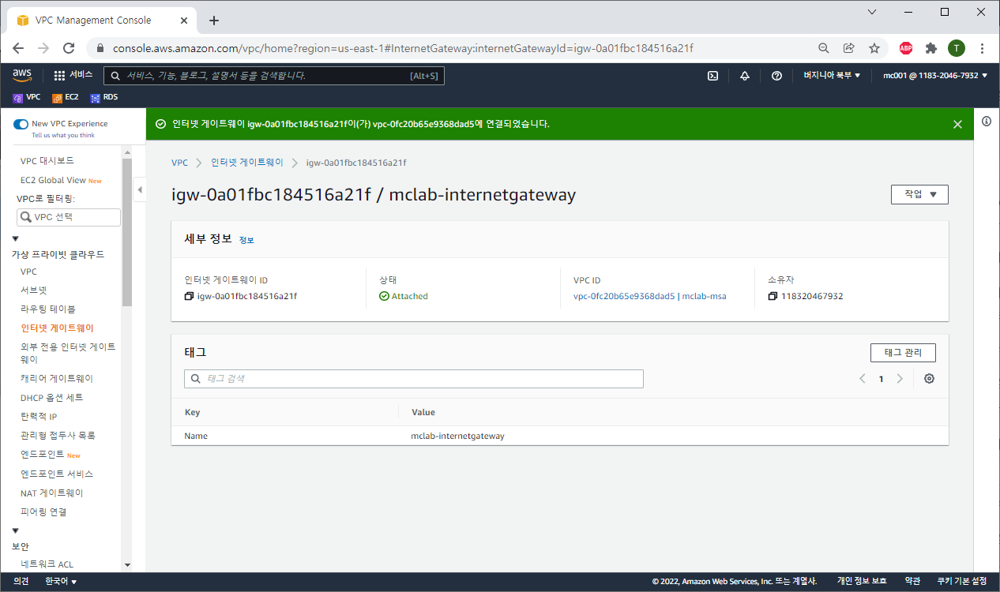 VPC Management Console
console.aws.amazon.com/vpc/home?region=us-east-1#InternetGateway:internetGatewayId=igw-0a01fbc184516a21f
ABP
T
aws
서비스
서비스, 기능, 블로그, 설명서 등을 검색합니다.
[Alt+S]
버지니아 북부 ▼
mc001 @ 1183-2046-7932 ▼
VPC
EC2
RDS
New VPC Experience
Tell us what you think
VPC 대시보드
EC2 Global View New
VPC로 필터링:
VPC 선택
가상 프라이빗 클라우드
VPC
서브넷
라우팅 테이블
인터넷 게이트웨이
외부 전용 인터넷 게이트
웨이
캐리어 게이트웨이
DHCP 옵션 세트
탄력적 IP
관리형 접두사 목록
엔드포인트 New
엔드포인트 서비스
NAT 게이트웨이
피어링 연결
보안
네트워크 ACL
인터넷 게이트웨이 igw-0a01fbc184516a21f이(가) vpc-0fc20b65e9368dad5에 연결되었습니다.
VPC
인터넷 게이트웨이
igw-0a01fbc184516a21f
igw-0a01fbc184516a21f / mclab-internetgateway
작업 ▼
세부 정보 정보
인터넷 게이트웨이 ID
igw-0a01fbc184516a21f
상태
Attached
VPC ID
vpc-0fc20b65e9368dad5 | mclab-msa
소유자
118320467932
태그
태그 관리
태그 검색
1
Key
Value
Name
mclab-internetgateway
의견
한국어 ▼
© 2022, Amazon Web Services, Inc. 또는 계열사.
개인 정보 보호
약관
쿠키 기본 설정